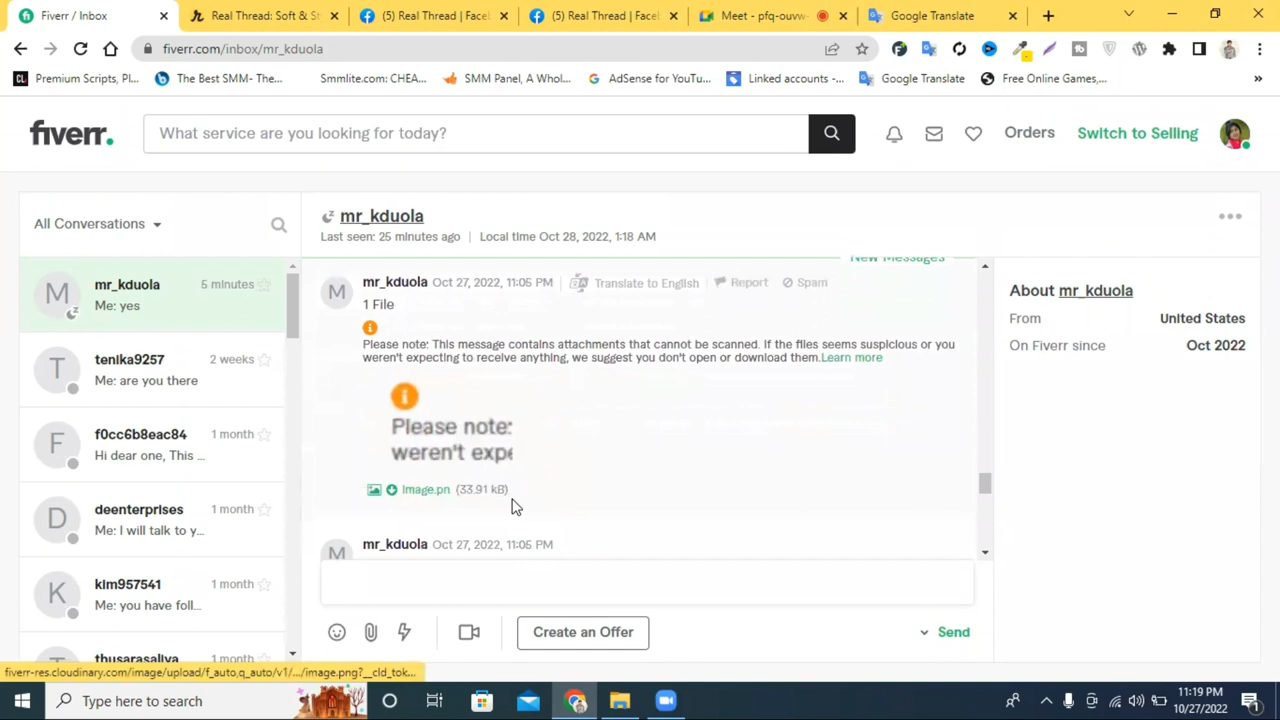 Fiverr / Inbox
Real Thread: Soft & St
(5) Real Thread | Facel
(5) Real Thread | Facel
Meet - pfq-ouvw-
Google Translate
fiverr.com/inbox/mr_kduola
Premium Scripts, Pl...
The Best SMM- The...
Smmlite.com: CHEA...
SMM Panel, A Whol...
AdSense for YouTu...
Linked accounts -...
Google Translate
Free Online Games,...
fiverr.
What service are you looking for today?
Orders
Switch to Selling
All Conversations
mr_kduola
Last seen: 25 minutes ago | Local time Oct 28, 2022, 1:18 AM
New Messages
M
mr_kduola
5 minutes
Me: yes
T
tenika9257
2 weeks
Me: are you there
F
f0cc6b8eac84
1 month
Hi dear one, This ...
D
deenterprises
1 month
Me: I will talk to y...
K
kim957541
1 month
Me: you have foll...
thusarasaliya
1 month
M
mr_kduola Oct 27, 2022, 11:05 PM
Translate to English
Report
Spam
1 File
Please note: This message contains attachments that cannot be scanned. If the files seems suspicious or you
weren't expecting to receive anything, we suggest you don't open or download them.Learn more
Please note:
weren't expe
Image.pn (33.91 kB)
M
mr_kduola Oct 27, 2022, 11:05 PM
Create an Offer
Send
About mr_kduola
From
United States
On Fiverr since
Oct 2022
fiverr-res.cloudinary.com/image/upload/f_auto,q_auto/v1/.../image.png?__cld_tok...
Type here to search
11:19 PM
10/27/2022
1